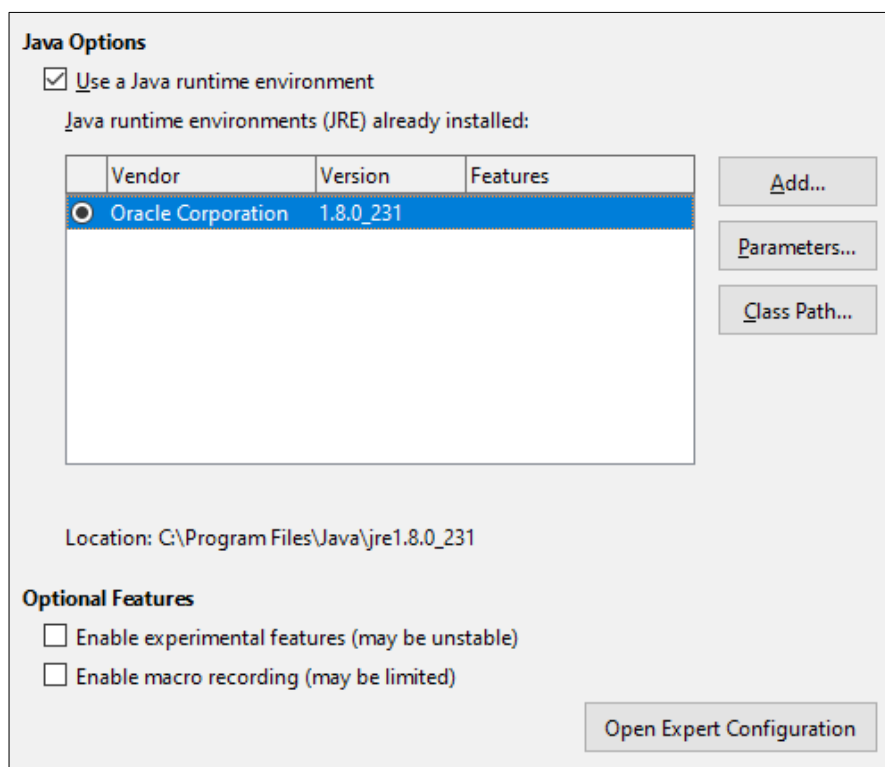 Java Options
Use a Java runtime environment
Java runtime environments (JRE) already installed:
Vendor Version Features
Add...
Oracle Corporation 1.8.0_231
Parameters...
Class Path...
Location: C:\Program Files\Java\jre1.8.0_231
Optional Features
Enable experimental features (may be unstable)
Enable macro recording (may be limited)
Open Expert Configuration